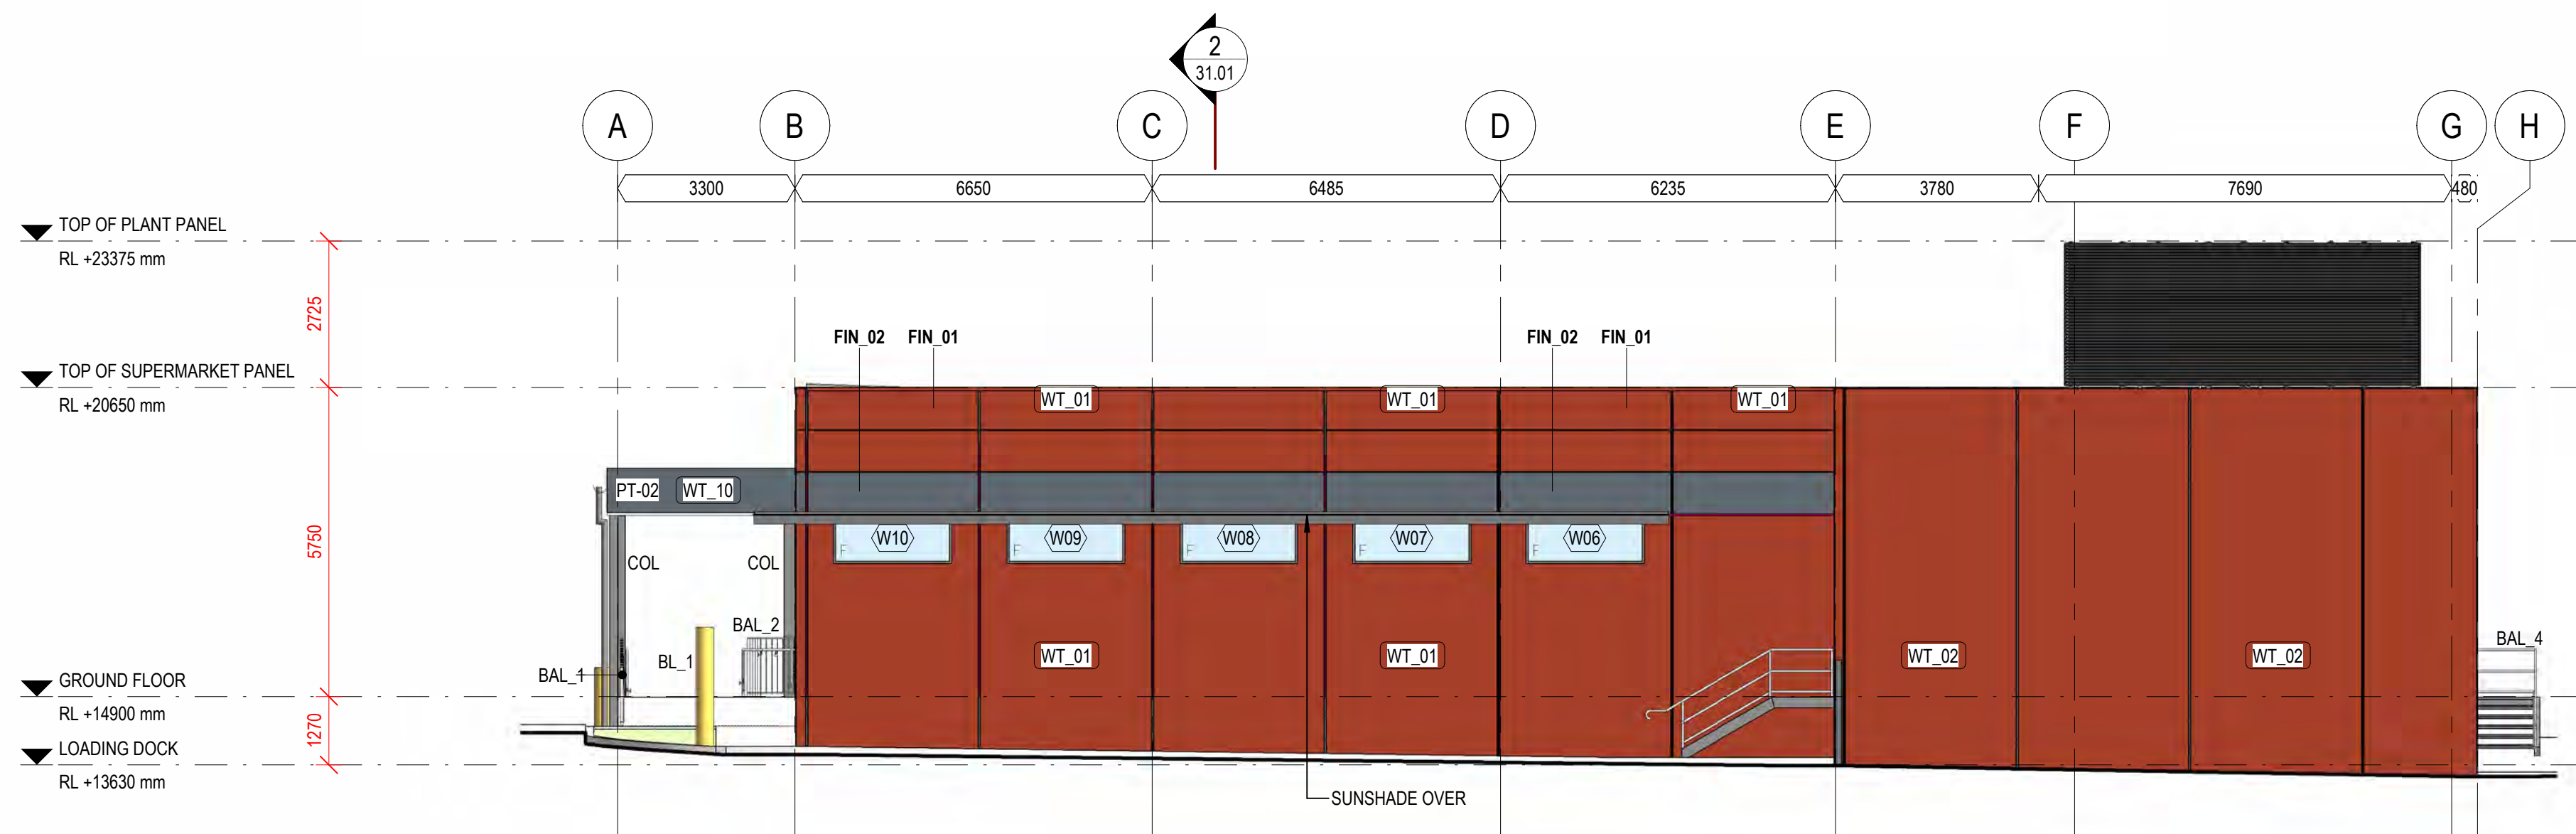 2
31.01
A B C D E F G H
3300 6650 6485 6235 3780 7690 480
TOP OF PLANT PANEL
RL +23375 mm
2725
FIN_02 FIN_01 FIN_02 FIN_01
TOP OF SUPERMARKET PANEL
RL +20650 mm
WT_01 WT_01 WT_01
PT-02 WT_10
W10 W09 W08 W07 W06
F F F F F
5750
COL COL
BAL_2
BAL_4
BL_1
WT_01 WT_01 WT_02 WT_02
BAL_1
GROUND FLOOR
RL +14900 mm
1270
LOADING DOCK
RL +13630 mm
SUNSHADE OVER